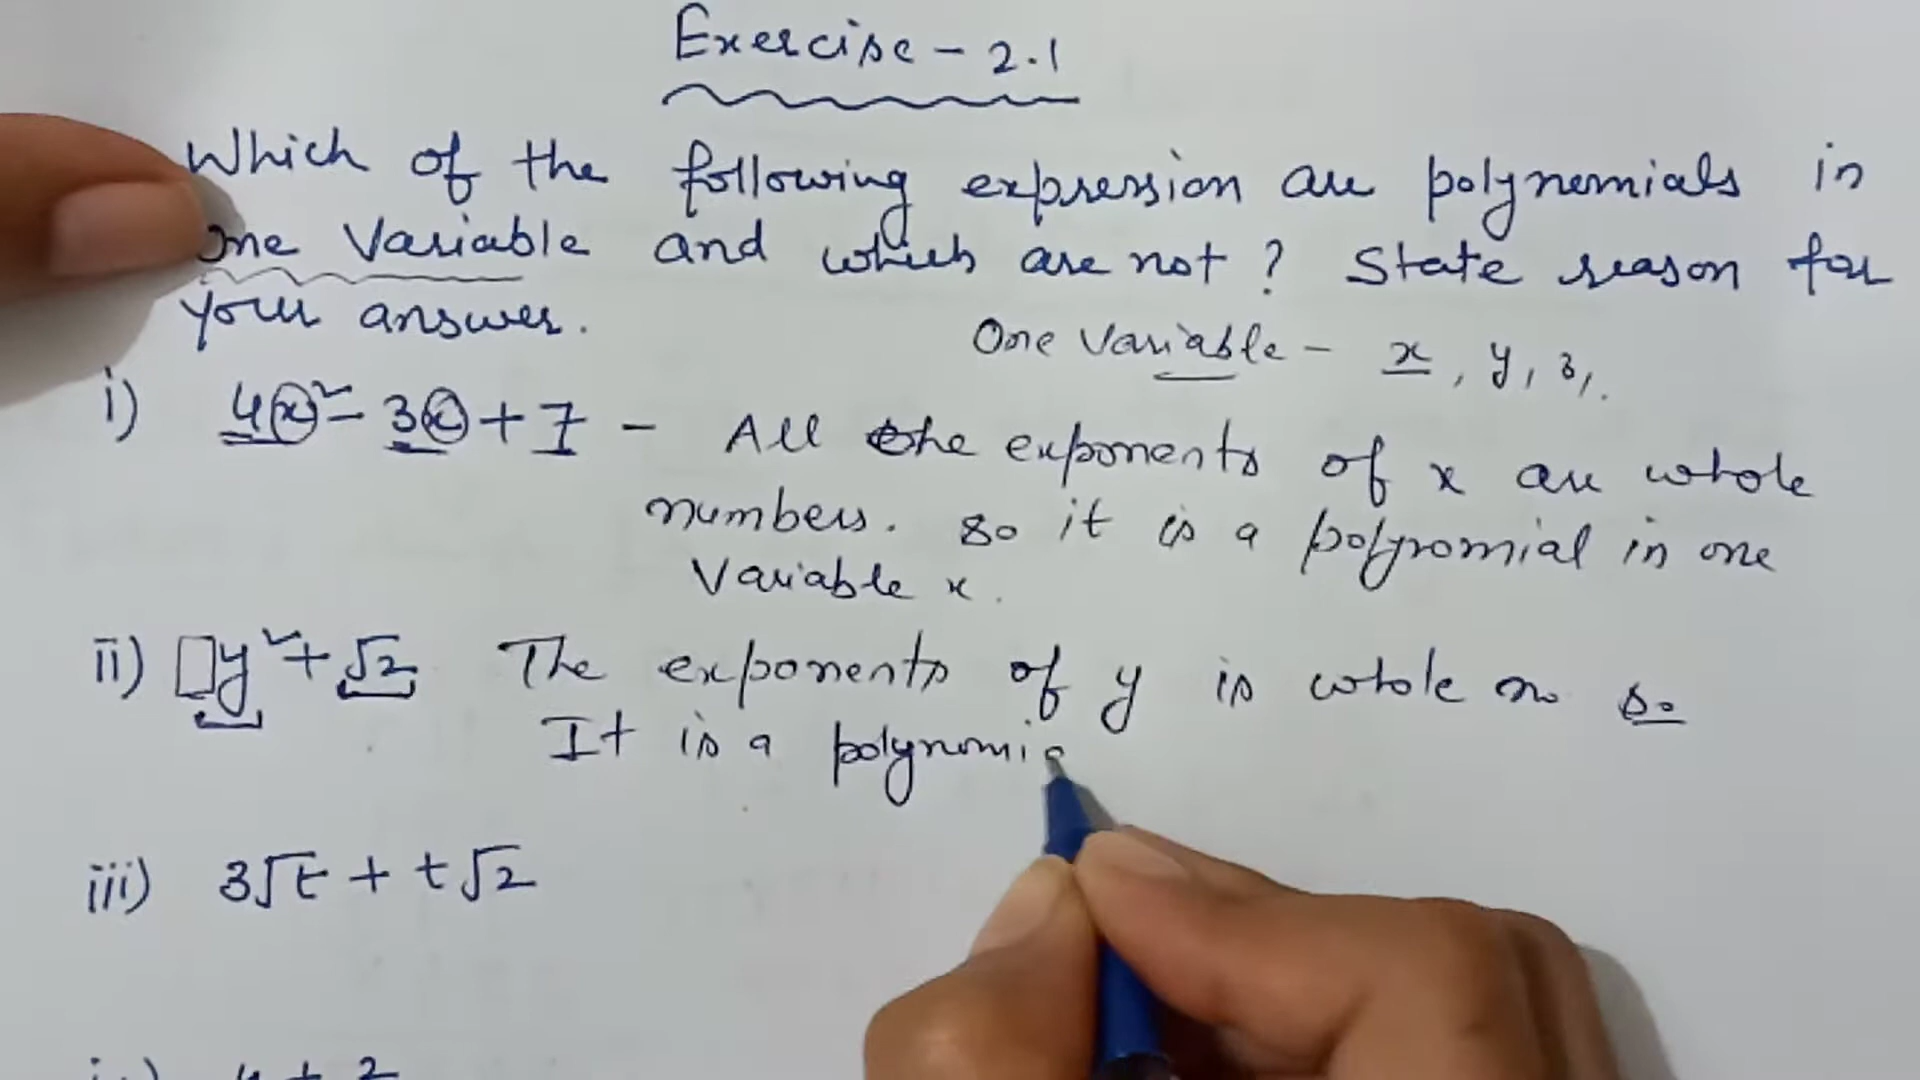 Exercise - 2.1
Which of the following expression are polynomials in
one Variable and which are not? State reason for
your answer.
One Variable - x, y, z,.
i) 4x² - 3x + 7 - All the exponents of x are whole
numbers. So it is a polynomial in one
Variable x.
ii) y² + √2 The exponents of y is whole no so
It is a polynomia
iii) 3√t + t√2